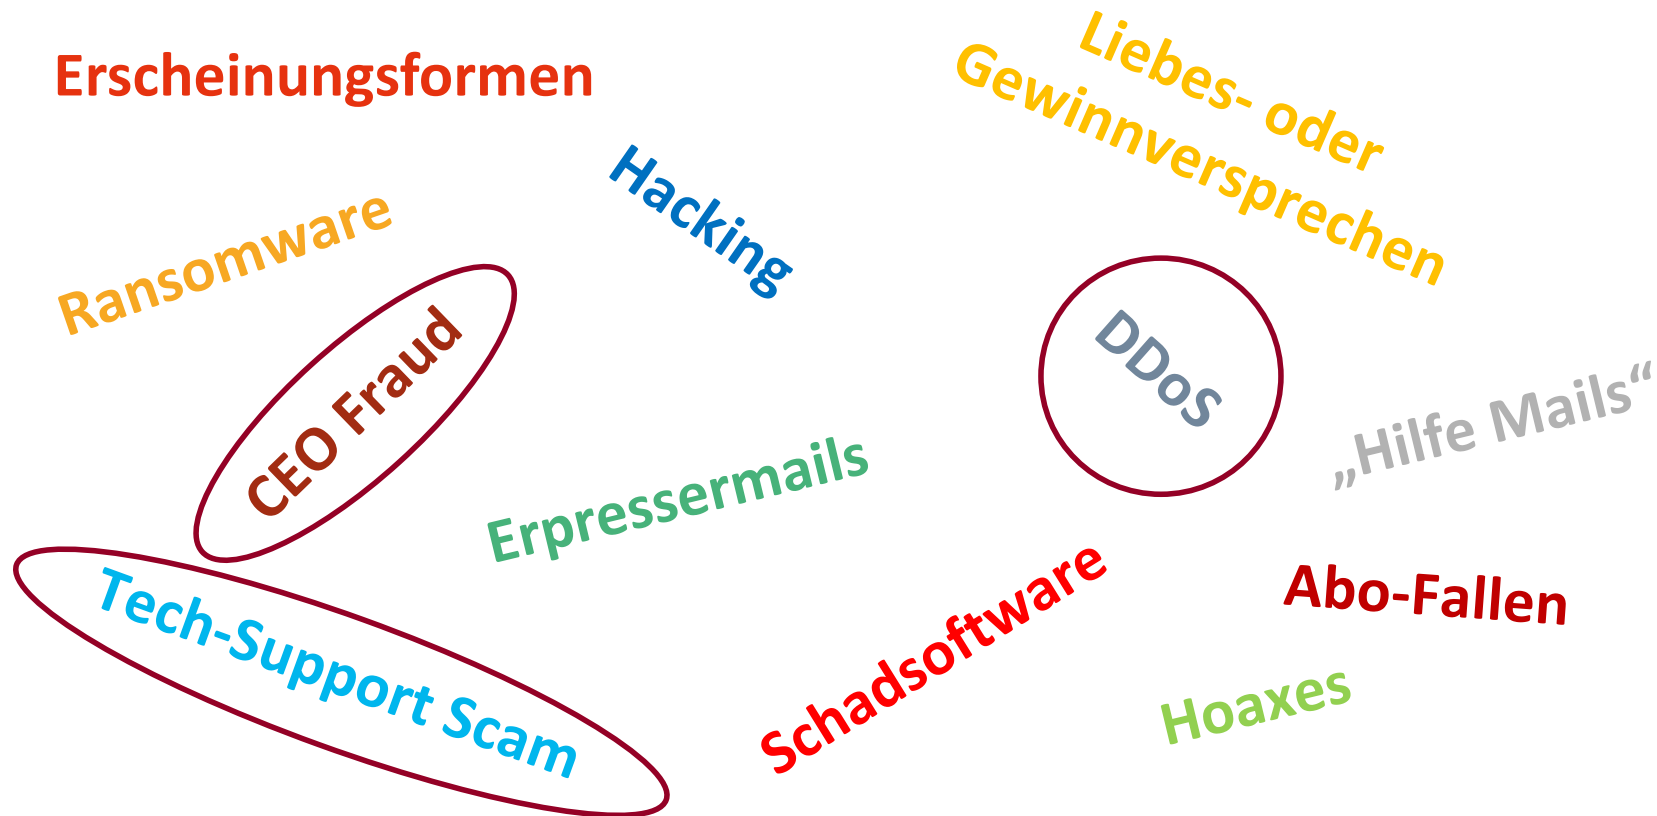 Erscheinungsformen
Liebes- oder
Gewinnversprechen
Hacking
Ransomware
CEO Fraud
DDoS
„Hilfe Mails“
Erpressermails
Tech-Support Scam
Schadsoftware
Abo-Fallen
Hoaxes